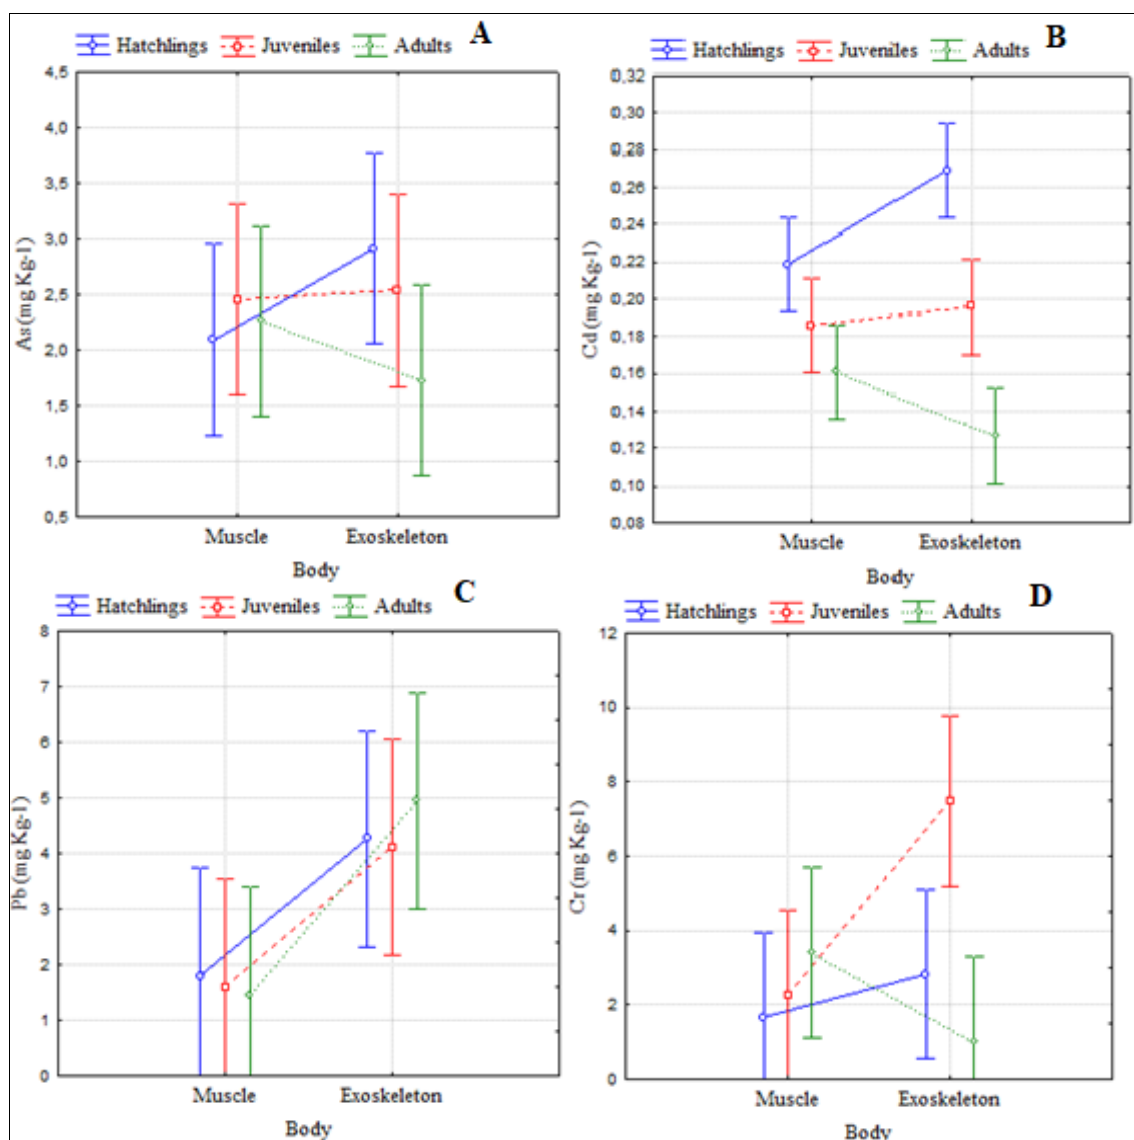 A
Hatchlings Juveniles Adults
As (mg Kg-1)
4,5
4,0
3,5
3,0
2,5
2,0
1,5
1,0
0,5
Muscle Exoskeleton
Body
B
Hatchlings Juveniles Adults
Cd (mg Kg-1)
0,32
0,30
0,28
0,26
0,24
0,22
0,20
0,18
0,16
0,14
0,12
0,10
0,08
Muscle Exoskeleton
Body
C
Hatchlings Juveniles Adults
Pb (mg Kg-1)
8
7
6
5
4
3
2
1
0
Muscle Exoskeleton
Body
D
Hatchlings Juveniles Adults
Cr (mg Kg-1)
12
10
8
6
4
2
0
Muscle Exoskeleton
Body